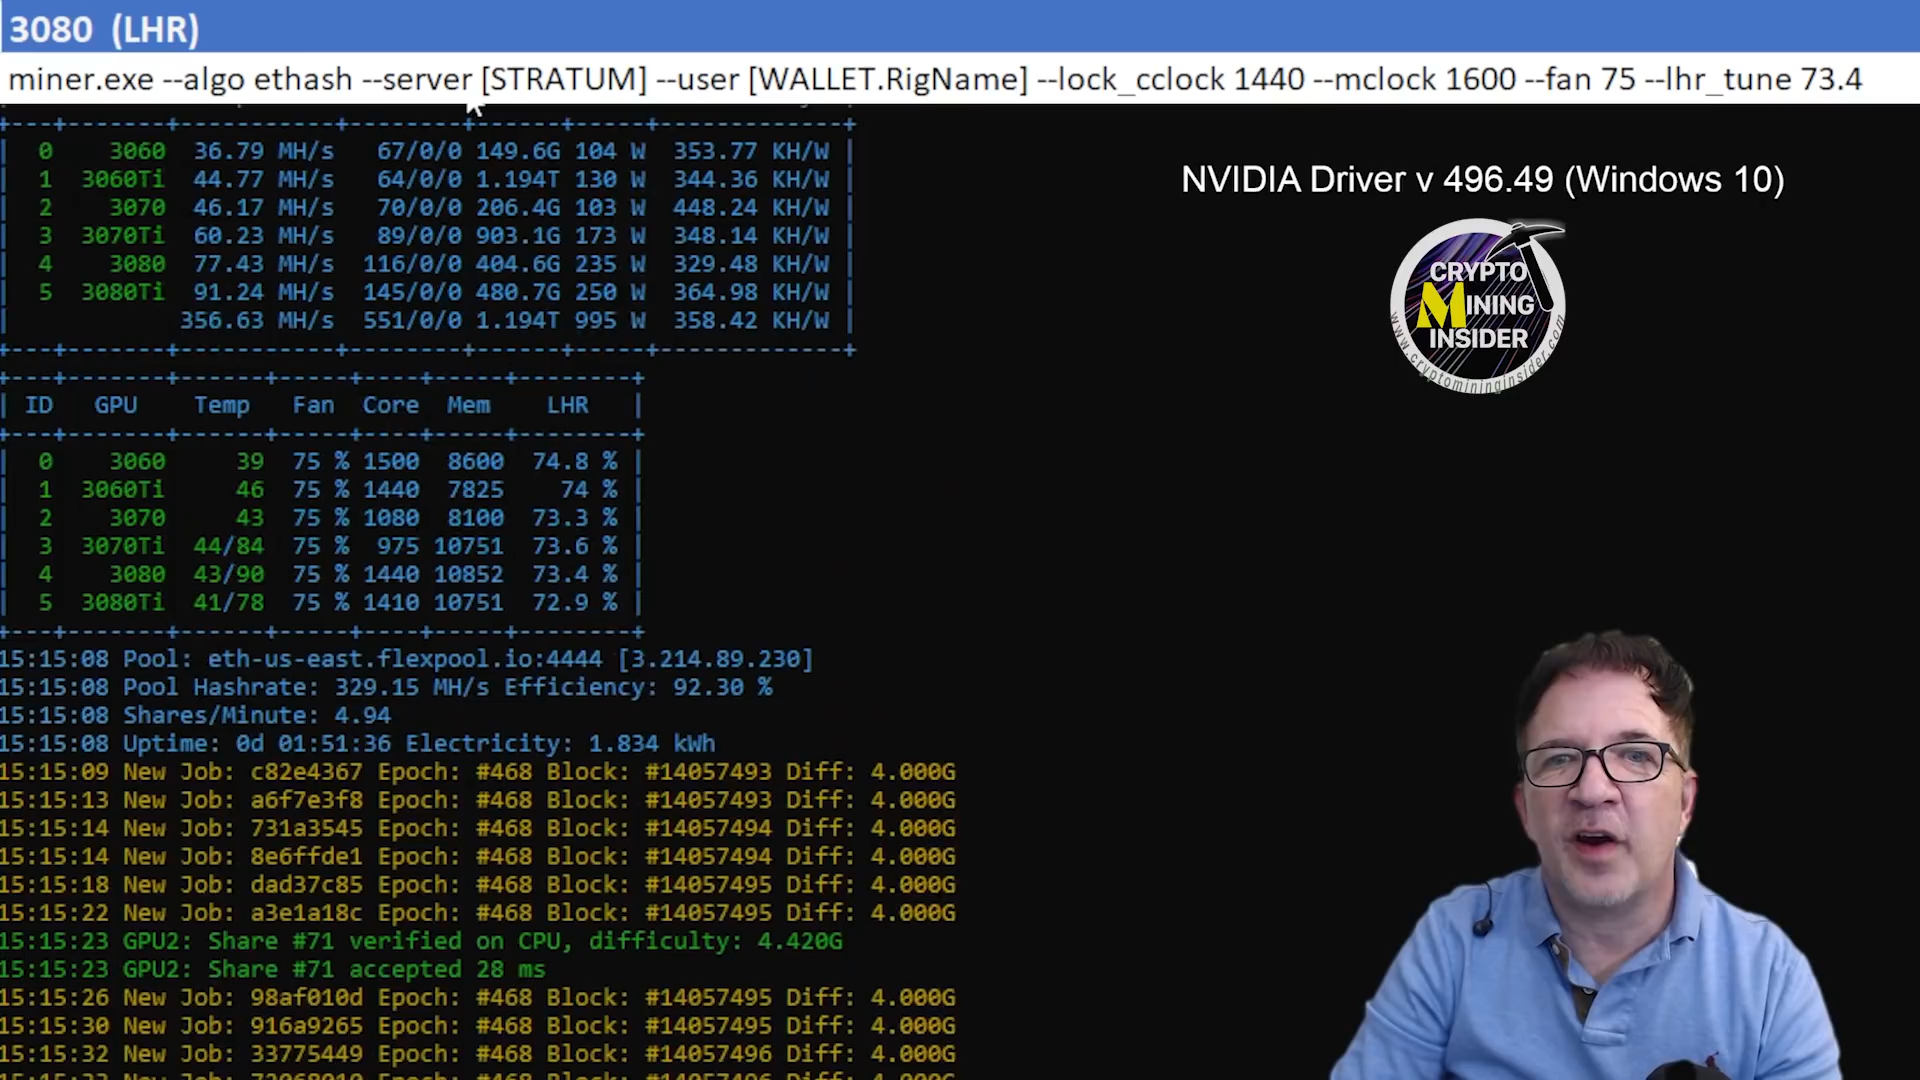 3080 (LHR)
miner.exe --algo ethash --server [STRATUM] --user [WALLET.RigName] --lock_cclock 1440 --mclock 1600 --fan 75 --lhr_tune 73.4
0 3060 36.79 MH/s 67/0/0 149.6G 104 W 353.77 KH/W
1 3060Ti 44.77 MH/s 64/0/0 1.194T 130 W 344.36 KH/W
2 3070 46.17 MH/s 70/0/0 206.4G 103 W 448.24 KH/W
3 3070Ti 60.23 MH/s 89/0/0 903.1G 173 W 348.14 KH/W
4 3080 77.43 MH/s 116/0/0 404.6G 235 W 329.48 KH/W
5 3080Ti 91.24 MH/s 145/0/0 480.7G 250 W 364.98 KH/W
356.63 MH/s 551/0/0 1.194T 995 W 358.42 KH/W
NVIDIA Driver v 496.49 (Windows 10)
CRYPTO
MINING
INSIDER
www.cryptomininginsider.com
ID GPU Temp Fan Core Mem LHR
0 3060 39 75 % 1500 8600 74.8 %
1 3060Ti 46 75 % 1440 7825 74 %
2 3070 43 75 % 1080 8100 73.3 %
3 3070Ti 44/84 75 % 975 10751 73.6 %
4 3080 43/90 75 % 1440 10852 73.4 %
5 3080Ti 41/78 75 % 1410 10751 72.9 %
15:15:08 Pool: eth-us-east.flexpool.io:4444 [3.214.89.230]
15:15:08 Pool Hashrate: 329.15 MH/s Efficiency: 92.30 %
15:15:08 Shares/Minute: 4.94
15:15:08 Uptime: 0d 01:51:36 Electricity: 1.834 kWh
15:15:09 New Job: c82e4367 Epoch: #468 Block: #14057493 Diff: 4.000G
15:15:13 New Job: a6f7e3f8 Epoch: #468 Block: #14057493 Diff: 4.000G
15:15:14 New Job: 731a3545 Epoch: #468 Block: #14057494 Diff: 4.000G
15:15:14 New Job: 8e6ffde1 Epoch: #468 Block: #14057494 Diff: 4.000G
15:15:18 New Job: dad37c85 Epoch: #468 Block: #14057495 Diff: 4.000G
15:15:22 New Job: a3e1a18c Epoch: #468 Block: #14057495 Diff: 4.000G
15:15:23 GPU2: Share #71 verified on CPU, difficulty: 4.420G
15:15:23 GPU2: Share #71 accepted 28 ms
15:15:26 New Job: 98af010d Epoch: #468 Block: #14057495 Diff: 4.000G
15:15:30 New Job: 916a9265 Epoch: #468 Block: #14057495 Diff: 4.000G
15:15:32 New Job: 33775449 Epoch: #468 Block: #14057496 Diff: 4.000G
New Job: Epoch: #468 Block: #14057496 Diff: 4.000G